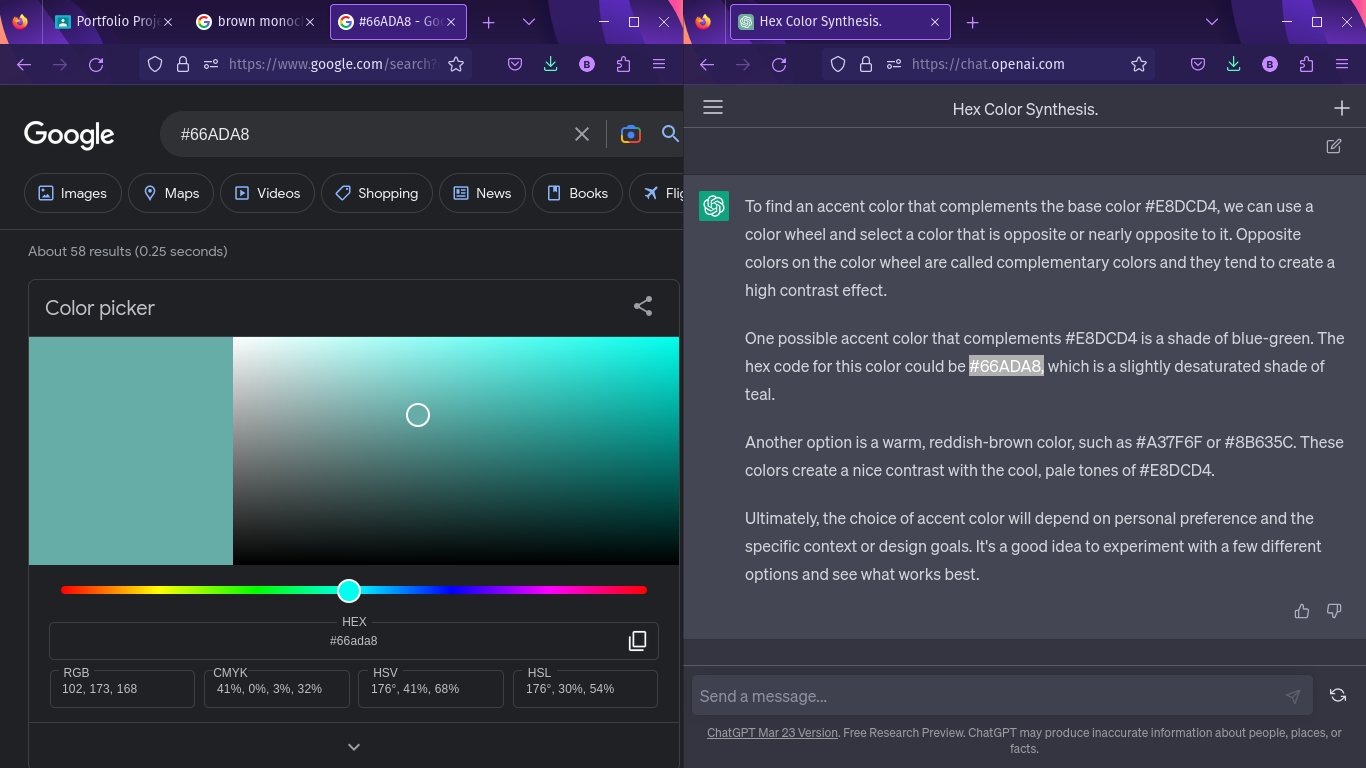 Portfolio Proje
brown monoc
#66ADA8 - Goo
https://www.google.com/search?
B
Google
#66ADA8
Images
Maps
Videos
Shopping
News
Books
Flig
About 58 results (0.25 seconds)
Color picker
HEX
#66ada8
RGB
102, 173, 168
CMYK
41%, 0%, 3%, 32%
HSV
176°, 41%, 68%
HSL
176°, 30%, 54%
Hex Color Synthesis.
https://chat.openai.com
B
Hex Color Synthesis.
To find an accent color that complements the base color #E8DCD4, we can use a
color wheel and select a color that is opposite or nearly opposite to it. Opposite
colors on the color wheel are called complementary colors and they tend to create a
high contrast effect.
One possible accent color that complements #E8DCD4 is a shade of blue-green. The
hex code for this color could be #66ADA8, which is a slightly desaturated shade of
teal.
Another option is a warm, reddish-brown color, such as #A37F6F or #8B635C. These
colors create a nice contrast with the cool, pale tones of #E8DCD4.
Ultimately, the choice of accent color will depend on personal preference and the
specific context or design goals. It's a good idea to experiment with a few different
options and see what works best.
Send a message...
ChatGPT Mar 23 Version. Free Research Preview. ChatGPT may produce inaccurate information about people, places, or
facts.